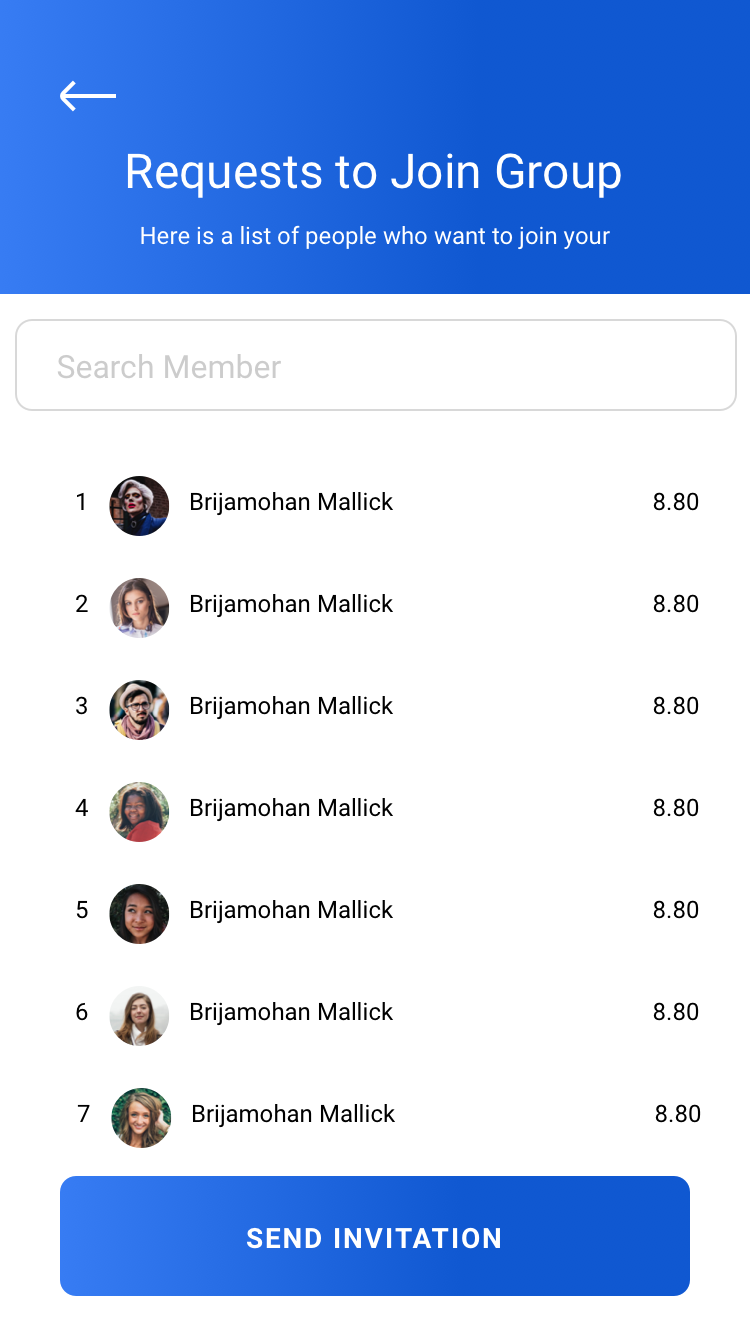 Requests to Join Group
Here is a list of people who want to join your
Search Member
1 Brijamohan Mallick 8.80
2 Brijamohan Mallick 8.80
3 Brijamohan Mallick 8.80
4 Brijamohan Mallick 8.80
5 Brijamohan Mallick 8.80
6 Brijamohan Mallick 8.80
7 Brijamohan Mallick 8.80
SEND INVITATION